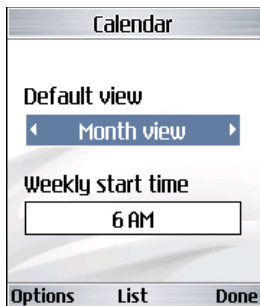 Calendar
Default view
Month view
Weekly start time
6 AM
Options List Done